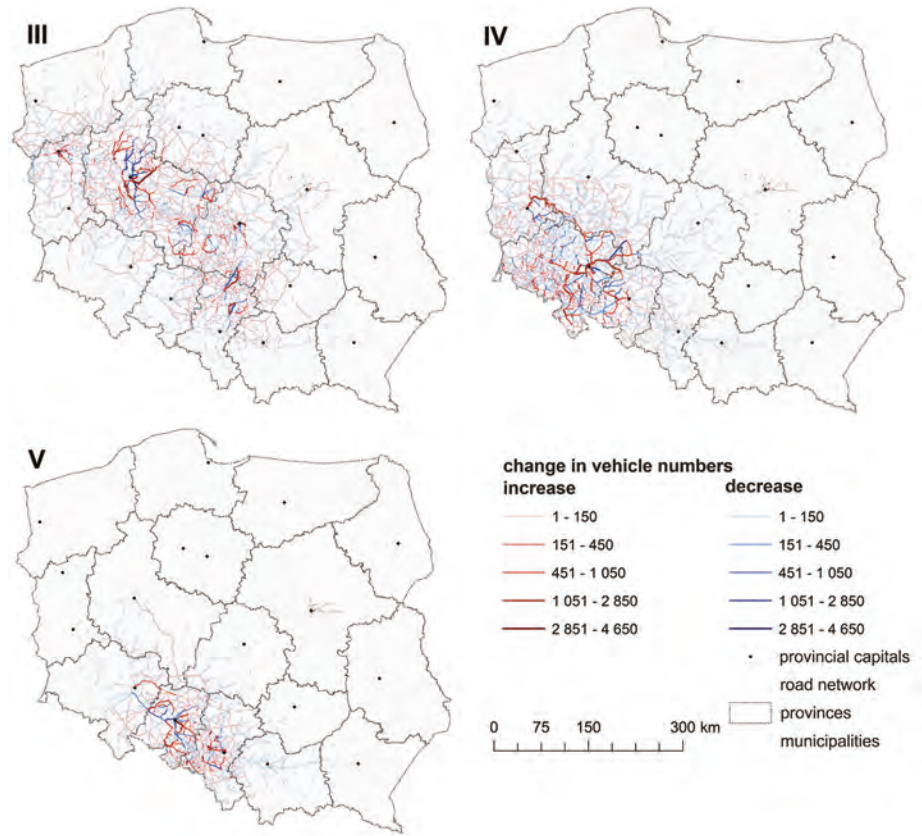 III
IV
V
change in vehicle numbers
increase
decrease
1 - 150
1 - 150
151 - 450
151 - 450
451 - 1 050
451 - 1 050
1 051 - 2 850
1 051 - 2 850
2 851 - 4 650
2 851 - 4 650
provincial capitals
road network
provinces
municipalities
0 75 150 300 km